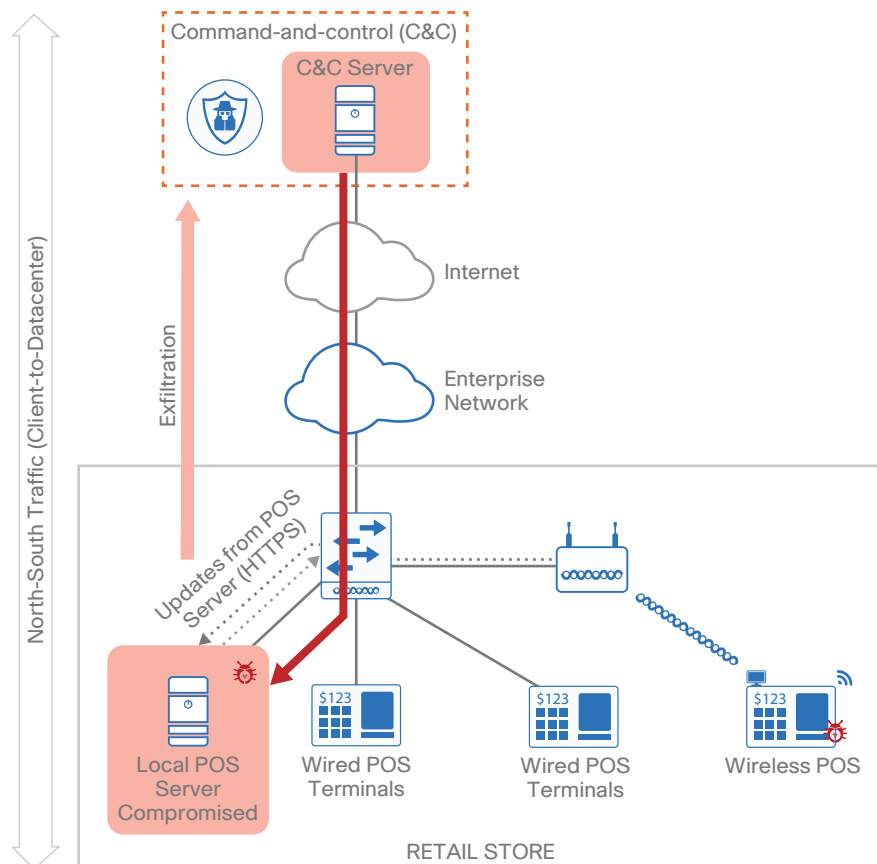 Command-and-control (C&C)
C&C Server
Internet
Enterprise
Network
North-South Traffic (Client-to-Datacenter)
Exfiltration
Updates from POS
Server (HTTPS)
$123
$123
$123
Local POS
Server
Compromised
Wired POS
Terminals
Wired POS
Terminals
Wireless POS
RETAIL STORE